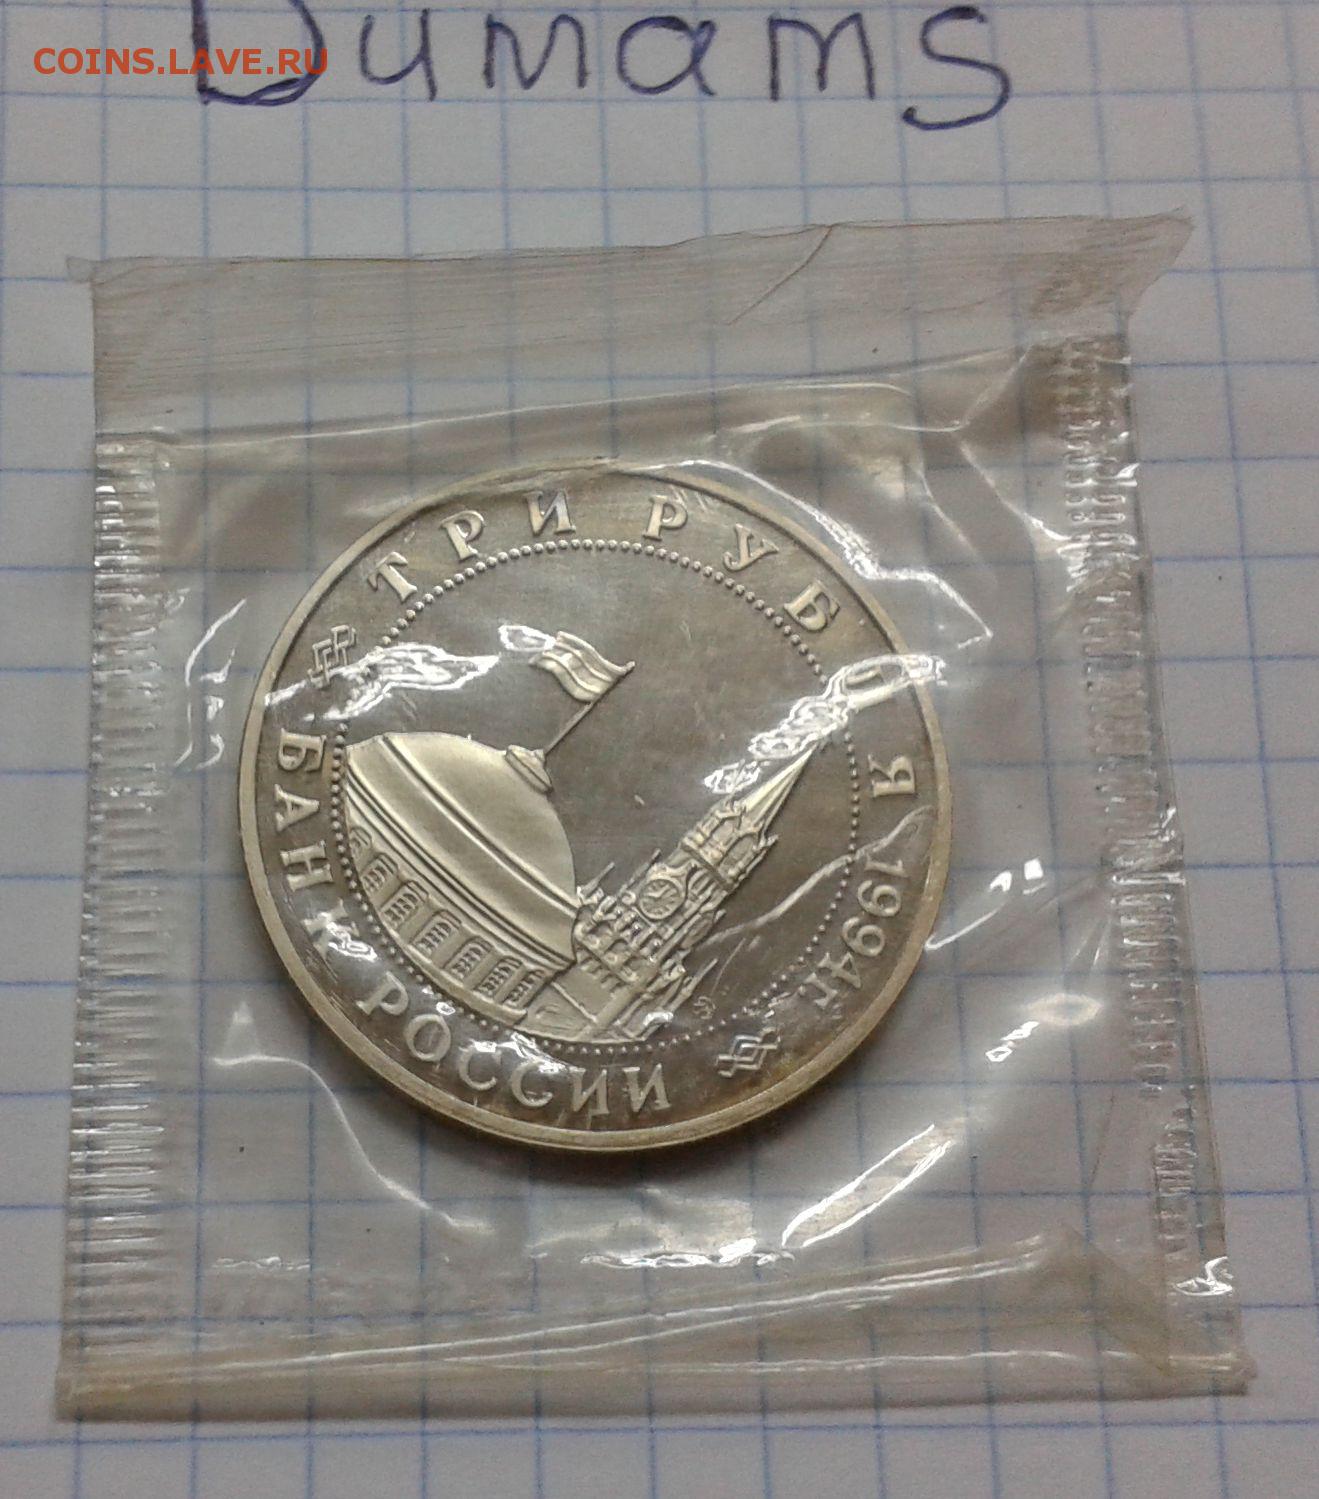 Dumams
COINS.LAVE.RU
ТРИ РУБЛЯ 1994г.
БАНК РОССИИ